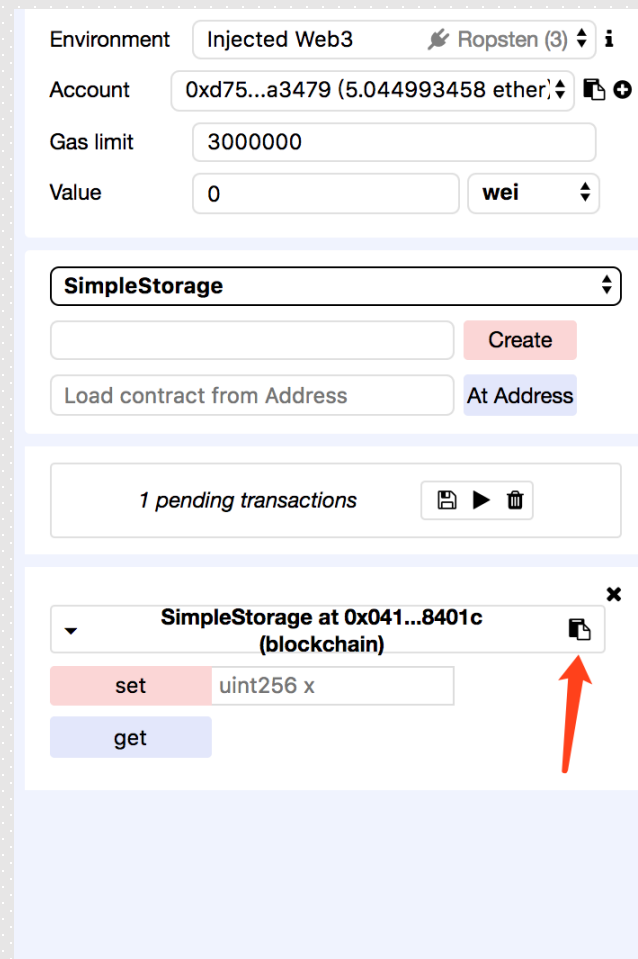 Environment Injected Web3 Ropsten (3)
Account 0xd75...a3479 (5.044993458 ether)
Gas limit 3000000
Value 0 wei
SimpleStorage
Create
Load contract from Address At Address
1 pending transactions
SimpleStorage at 0x041...8401c
(blockchain)
set uint256 x
get